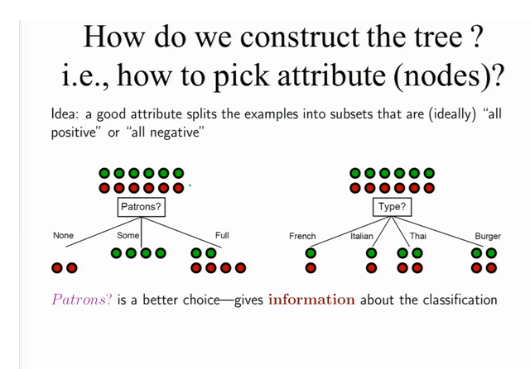 How do we construct the tree ?
i.e., how to pick attribute (nodes)?
Idea: a good attribute splits the examples into subsets that are (ideally) "all
positive" or "all negative"
Patrons?
Type?
None
Some
Full
French
Italian
Thai
Burger
Patrons? is a better choice—gives information about the classification